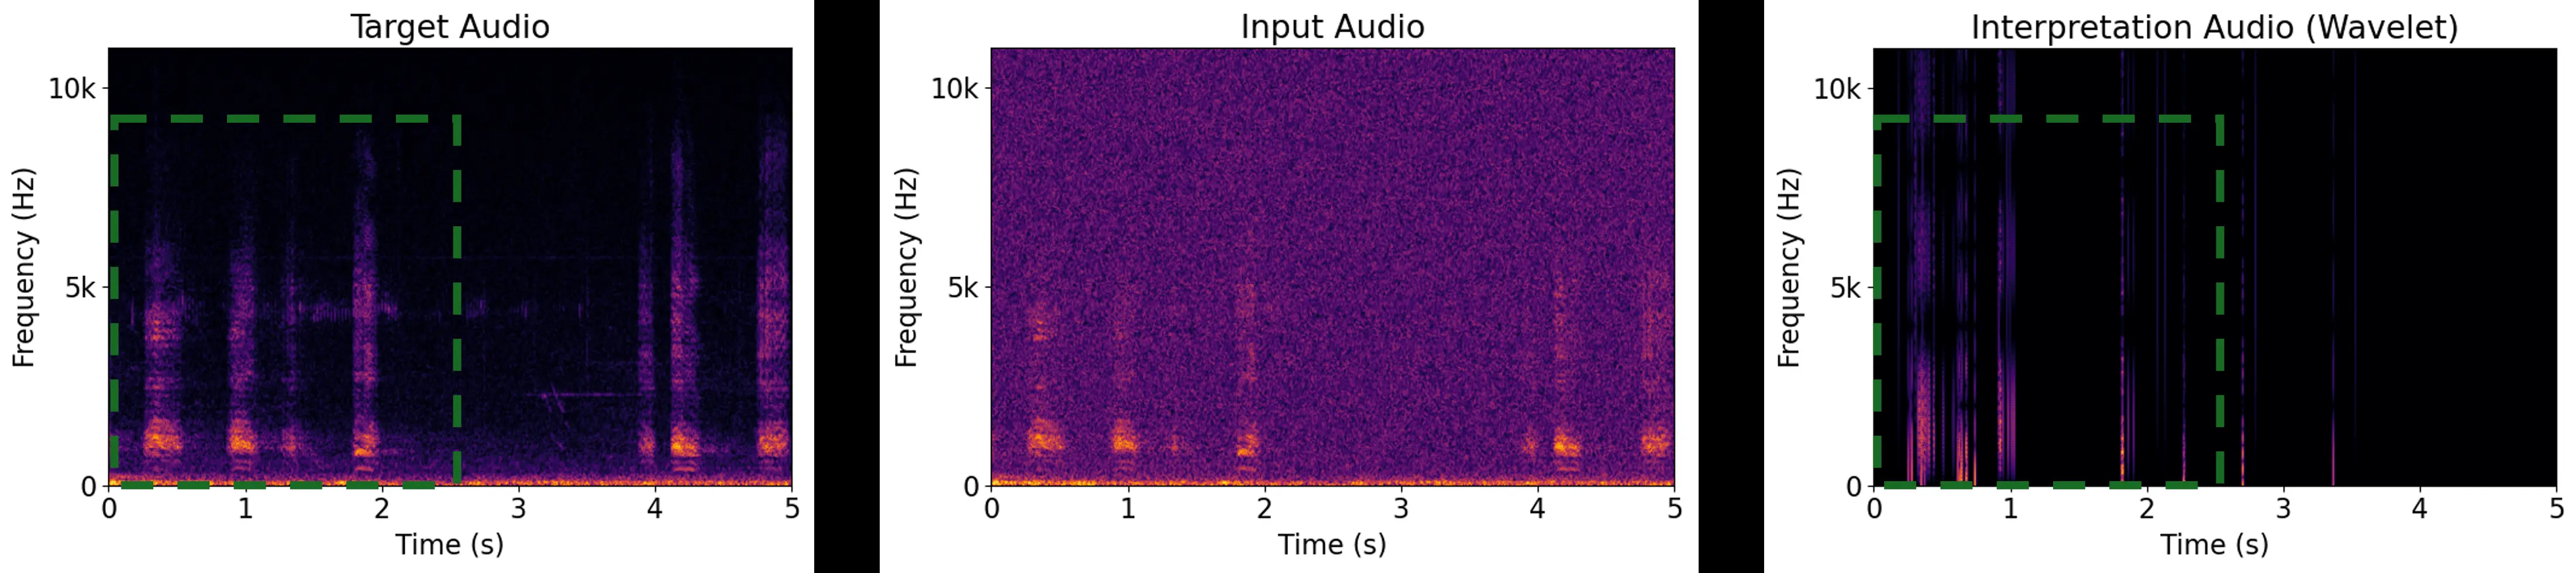 Target Audio
10k
5k
0
Frequency (Hz)
0 1 2 3 4 5
Time (s)
Input Audio
10k
5k
0
Frequency (Hz)
0 1 2 3 4 5
Time (s)
Interpretation Audio (Wavelet)
10k
5k
0
Frequency (Hz)
0 1 2 3 4 5
Time (s)